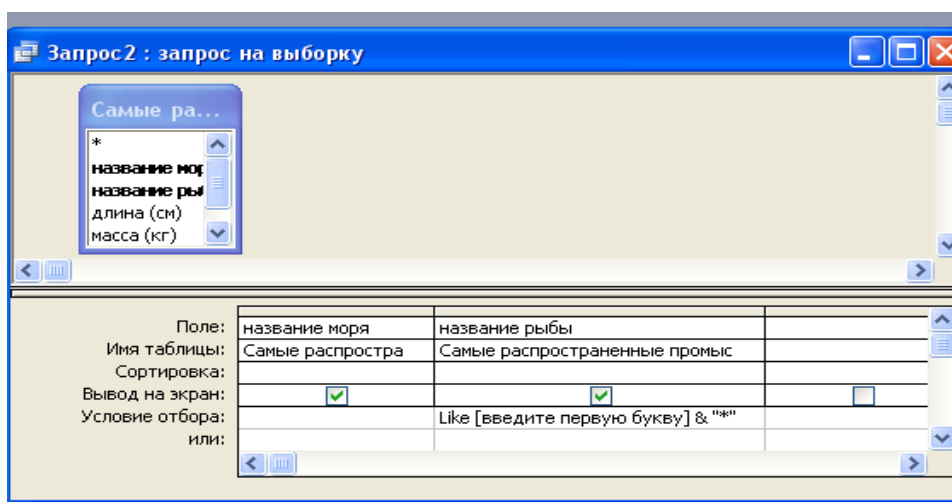 Запрос2 : запрос на выборку
Самые ра...
*
название мор
название ры
длина (см)
масса (кг)
Поле: название моря название рыбы
Имя таблицы: Самые распростра Самые распространенные промыс
Сортировка:
Вывод на экран:
Условие отбора: Like [введите первую букву] & "*"
или: